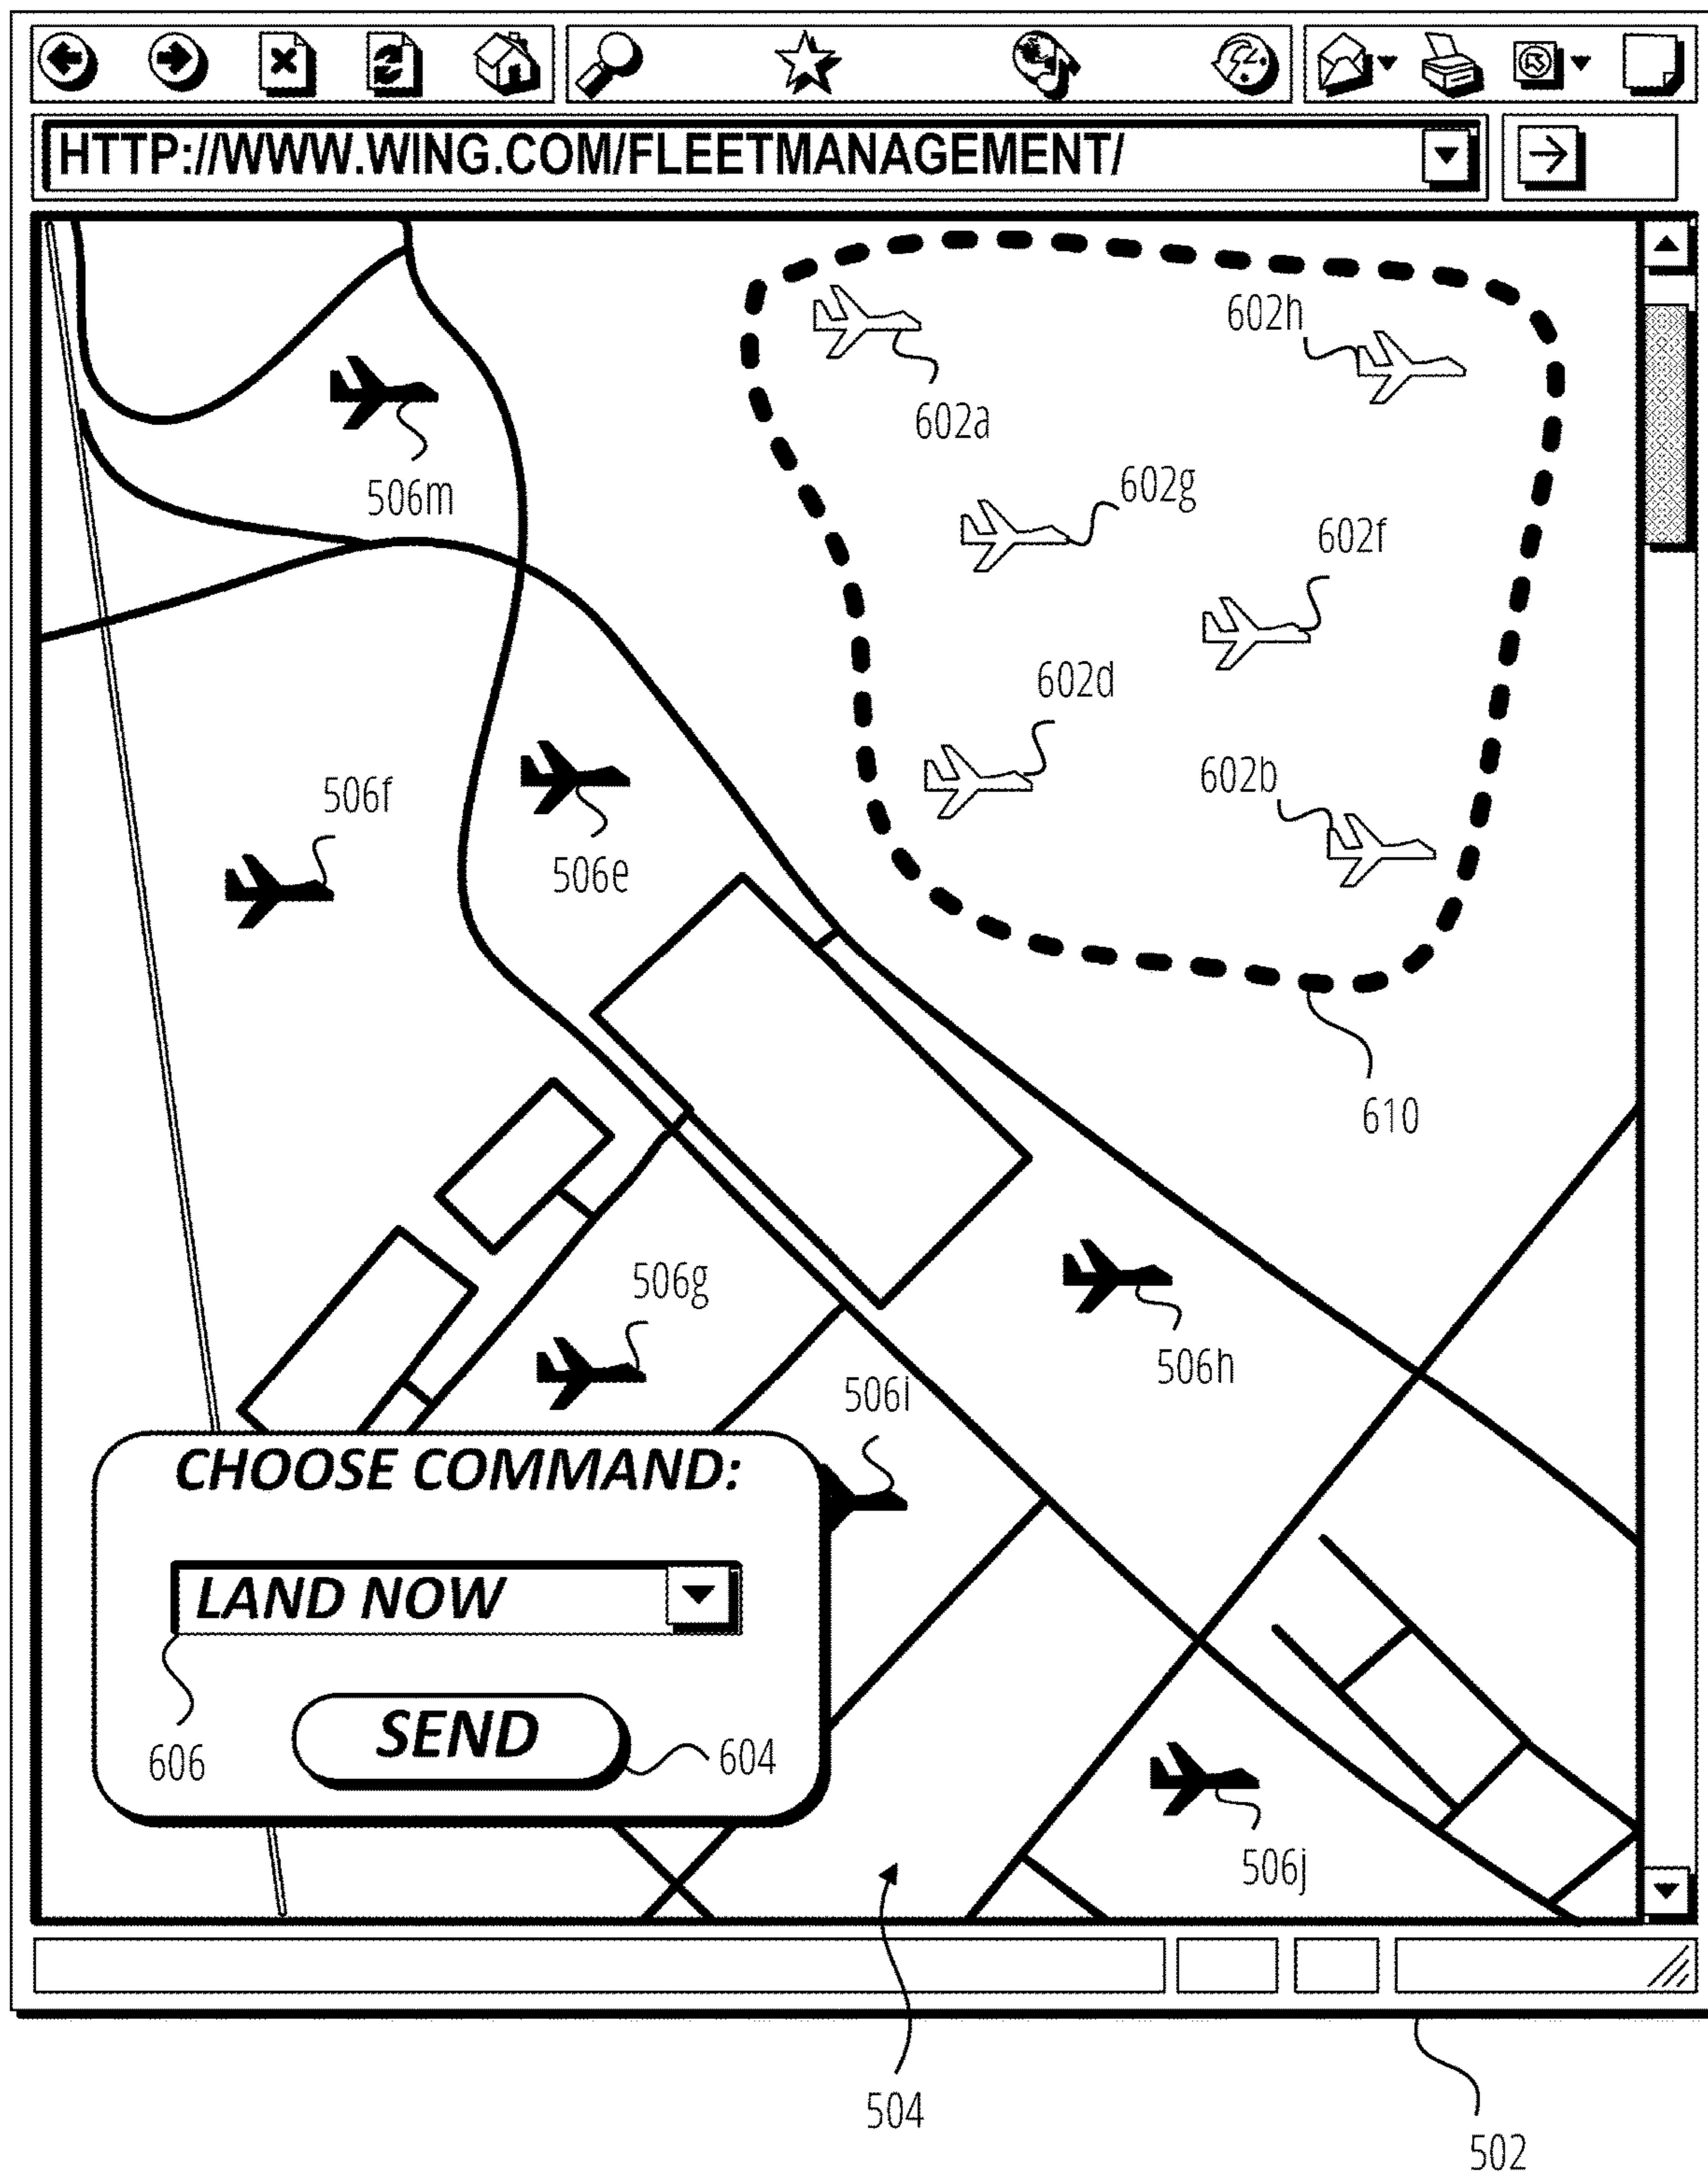 HTTP://WWW.WING.COM/FLEETMANAGEMENT/
602h
602a
506m
602g
602f
602d
602b
506f
506e
610
506g
506h
506i
CHOOSE COMMAND:
LAND NOW
SEND
606
604
506j
504
502